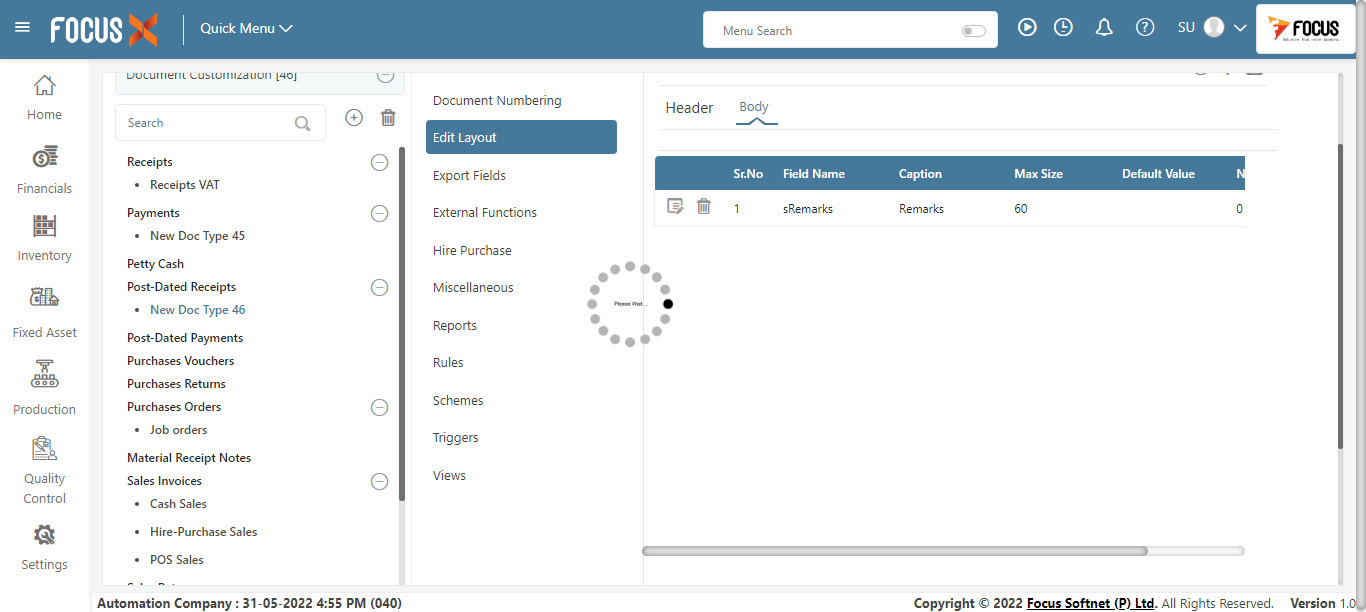 FOCUS X
Quick Menu
Menu Search
SU
FOCUS
Home
Financials
Inventory
Fixed Asset
Production
Quality
Control
Settings
Document Customization [46]
Search
Receipts
Receipts VAT
Payments
New Doc Type 45
Petty Cash
Post-Dated Receipts
New Doc Type 46
Post-Dated Payments
Purchases Vouchers
Purchases Returns
Purchases Orders
Job orders
Material Receipt Notes
Sales Invoices
Cash Sales
Hire-Purchase Sales
POS Sales
Document Numbering
Edit Layout
Export Fields
External Functions
Hire Purchase
Miscellaneous
Reports
Rules
Schemes
Triggers
Views
Header Body
Sr.No Field Name Caption Max Size Default Value N
1 sRemarks Remarks 60 0
Please Wait ...
Automation Company : 31-05-2022 4:55 PM (040)
Copyright © 2022 Focus Softnet (P) Ltd. All Rights Reserved. Version 1.0